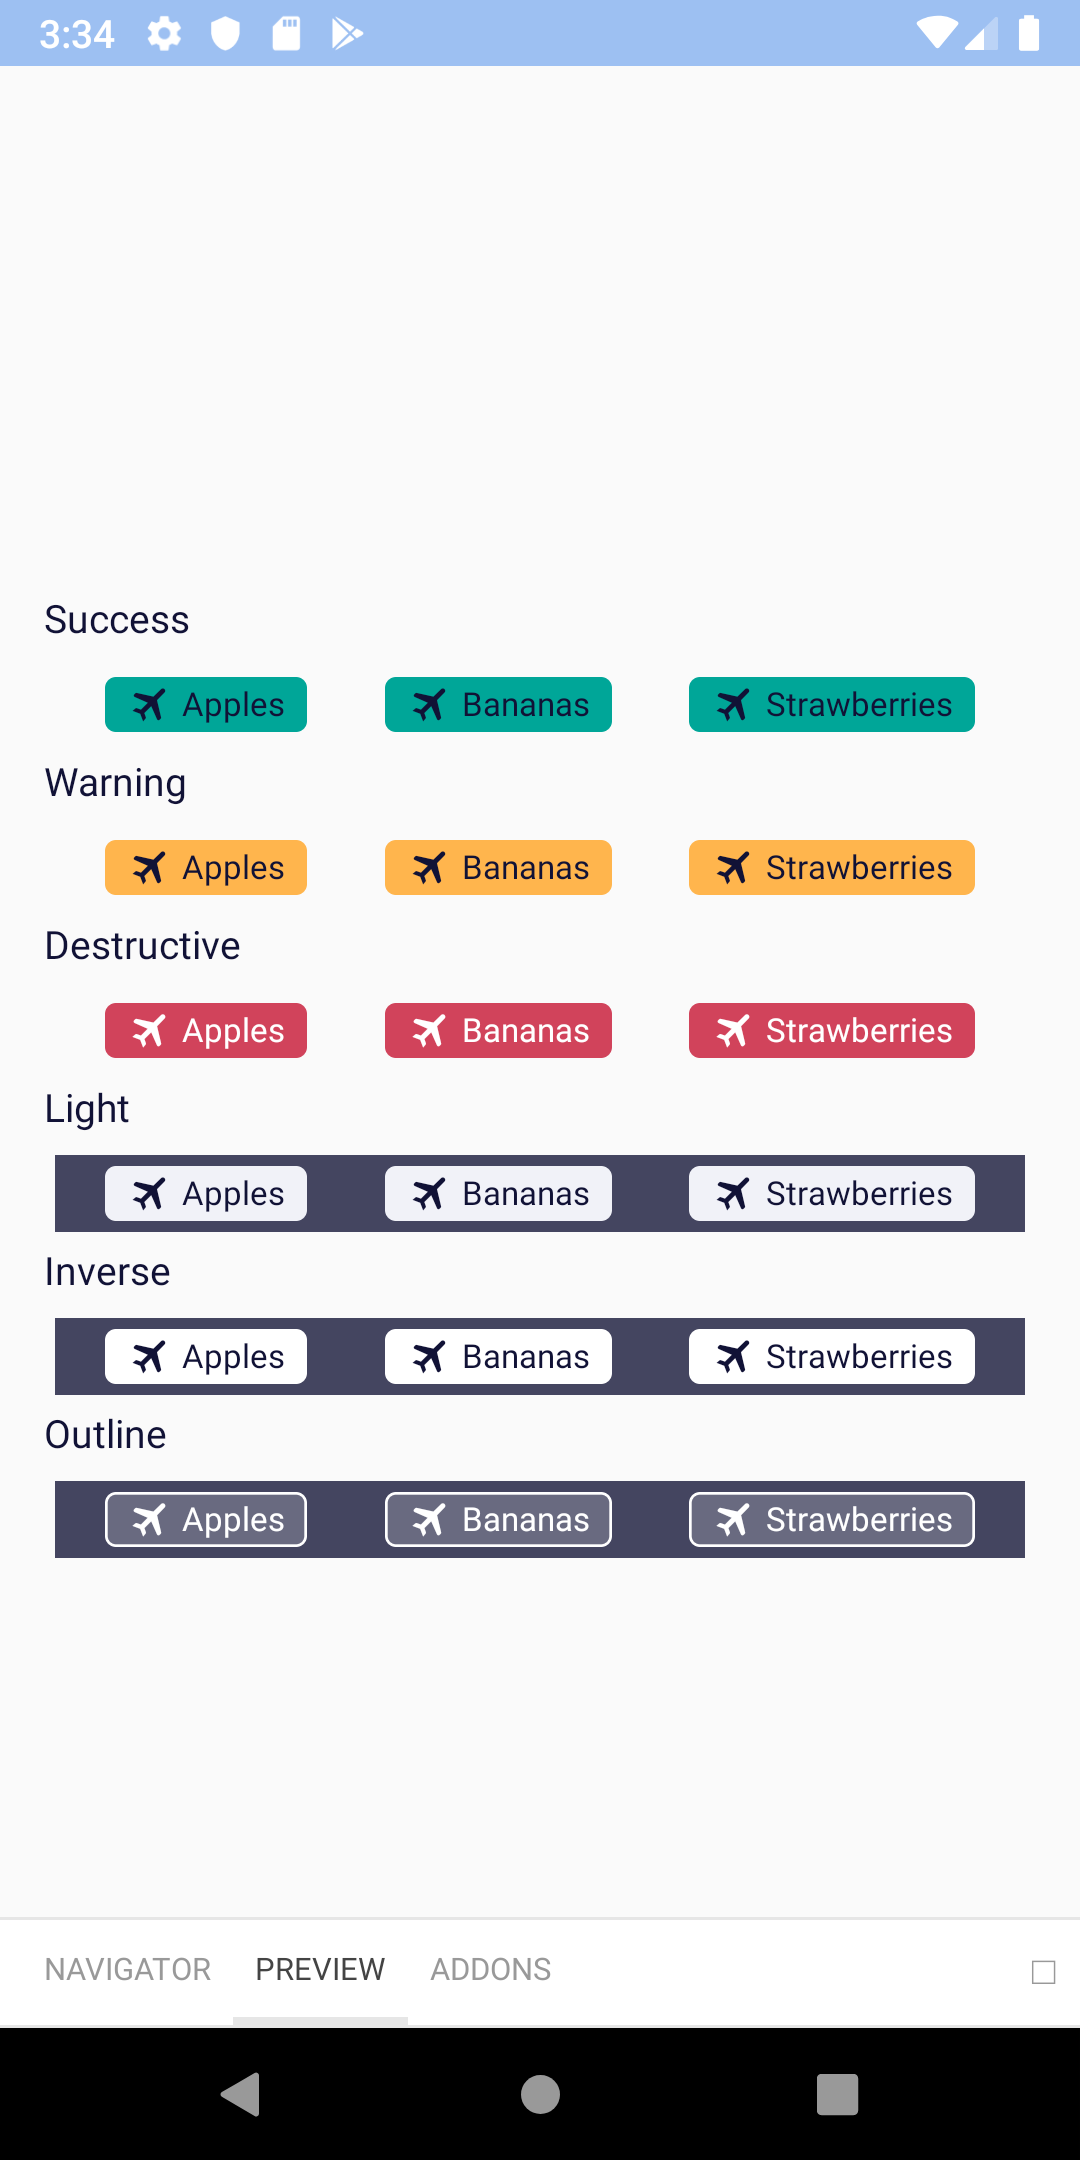 3:34
Success
Apples Bananas Strawberries
Warning
Apples Bananas Strawberries
Destructive
Apples Bananas Strawberries
Light
Apples Bananas Strawberries
Inverse
Apples Bananas Strawberries
Outline
Apples Bananas Strawberries
NAVIGATOR PREVIEW ADDONS